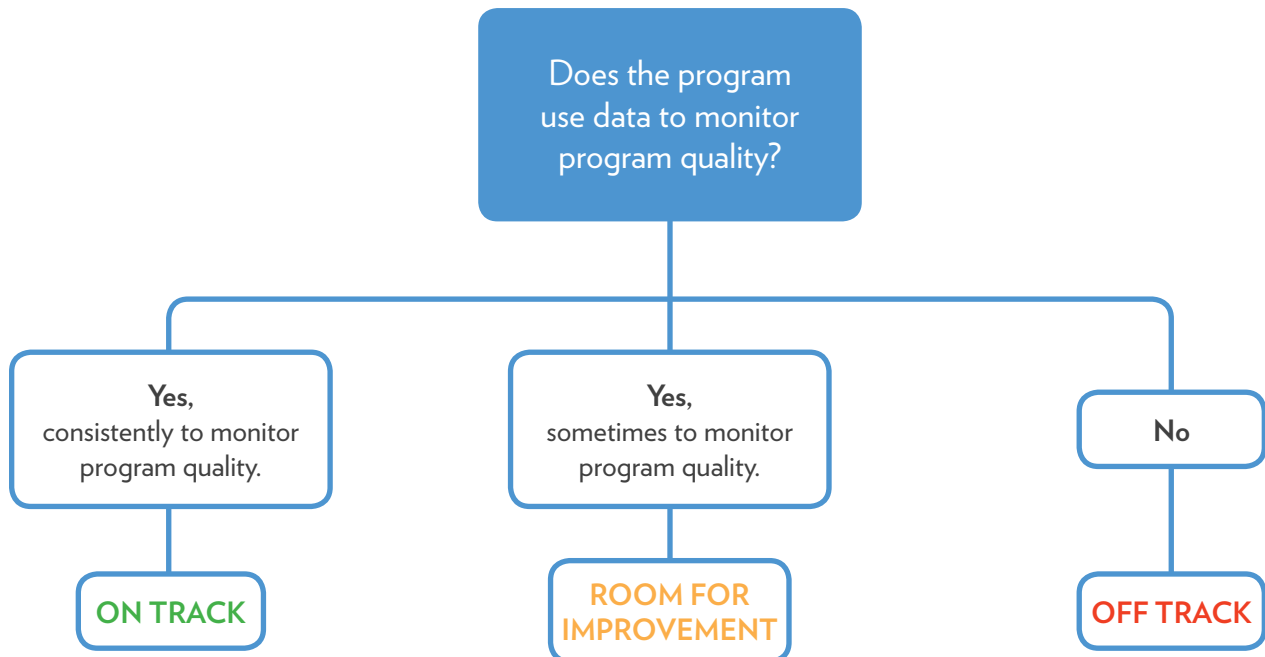 Does the program
use data to monitor
program quality?
Yes,
consistently to monitor
program quality.
Yes,
sometimes to monitor
program quality.
No
ON TRACK
ROOM FOR
IMPROVEMENT
OFF TRACK